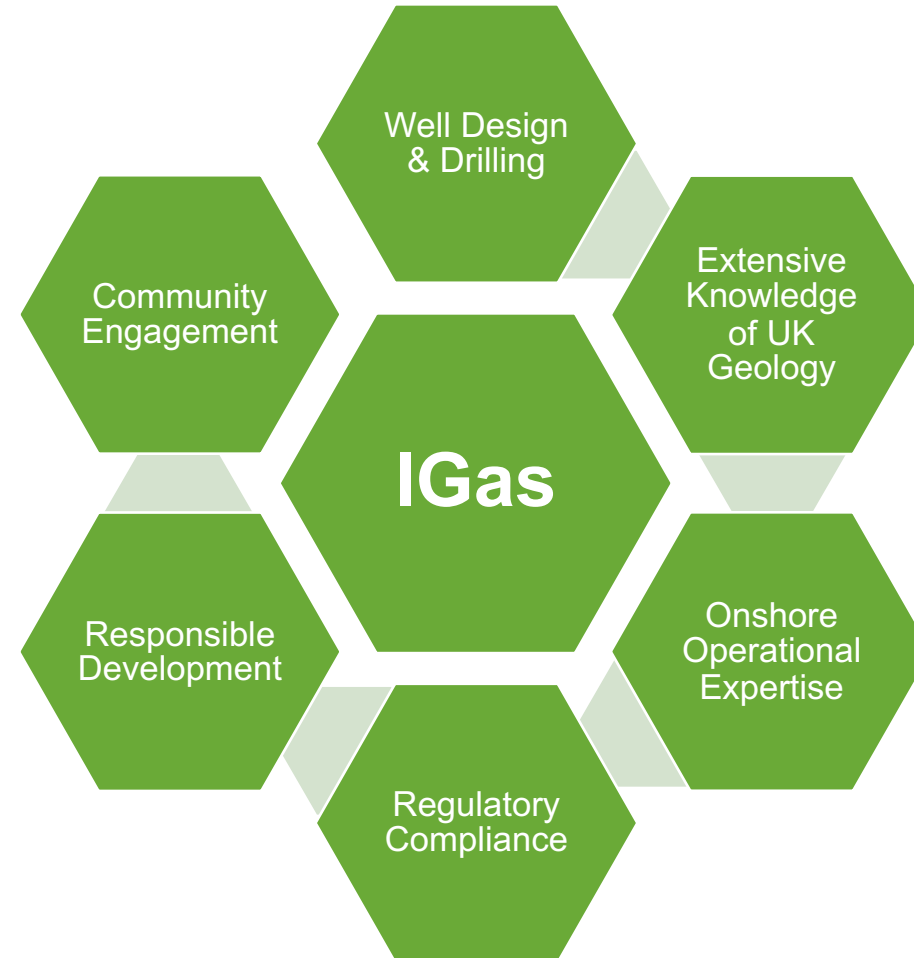 Well Design
& Drilling
Extensive
Knowledge
of UK
Geology
Onshore
Operational
Expertise
Regulatory
Compliance
Responsible
Development
Community
Engagement
IGas